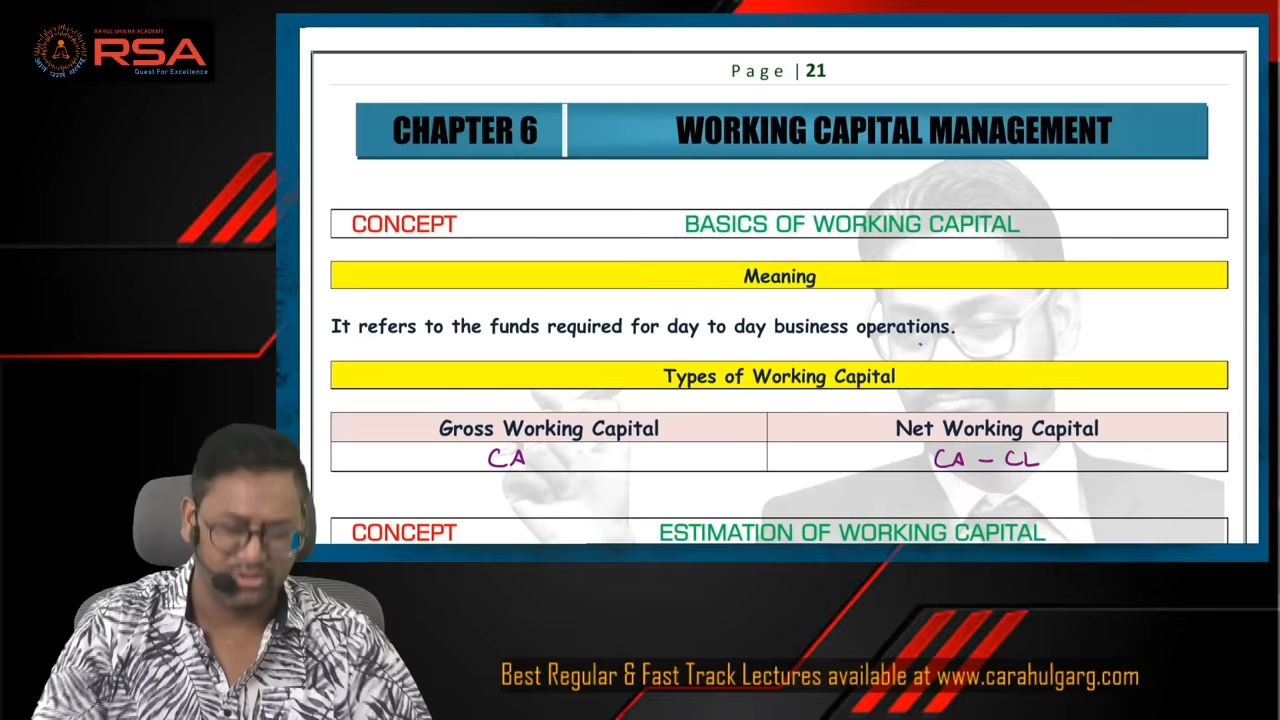 RAHUL SHIKHA ACADEMY
RSA
Quest For Excellence
Page | 21
CHAPTER 6 WORKING CAPITAL MANAGEMENT
CONCEPT BASICS OF WORKING CAPITAL
Meaning
It refers to the funds required for day to day business operations.
Types of Working Capital
Gross Working Capital Net Working Capital
CA CA - CL
CONCEPT ESTIMATION OF WORKING CAPITAL
Best Regular & Fast Track Lectures available at www.carahulgarg.com